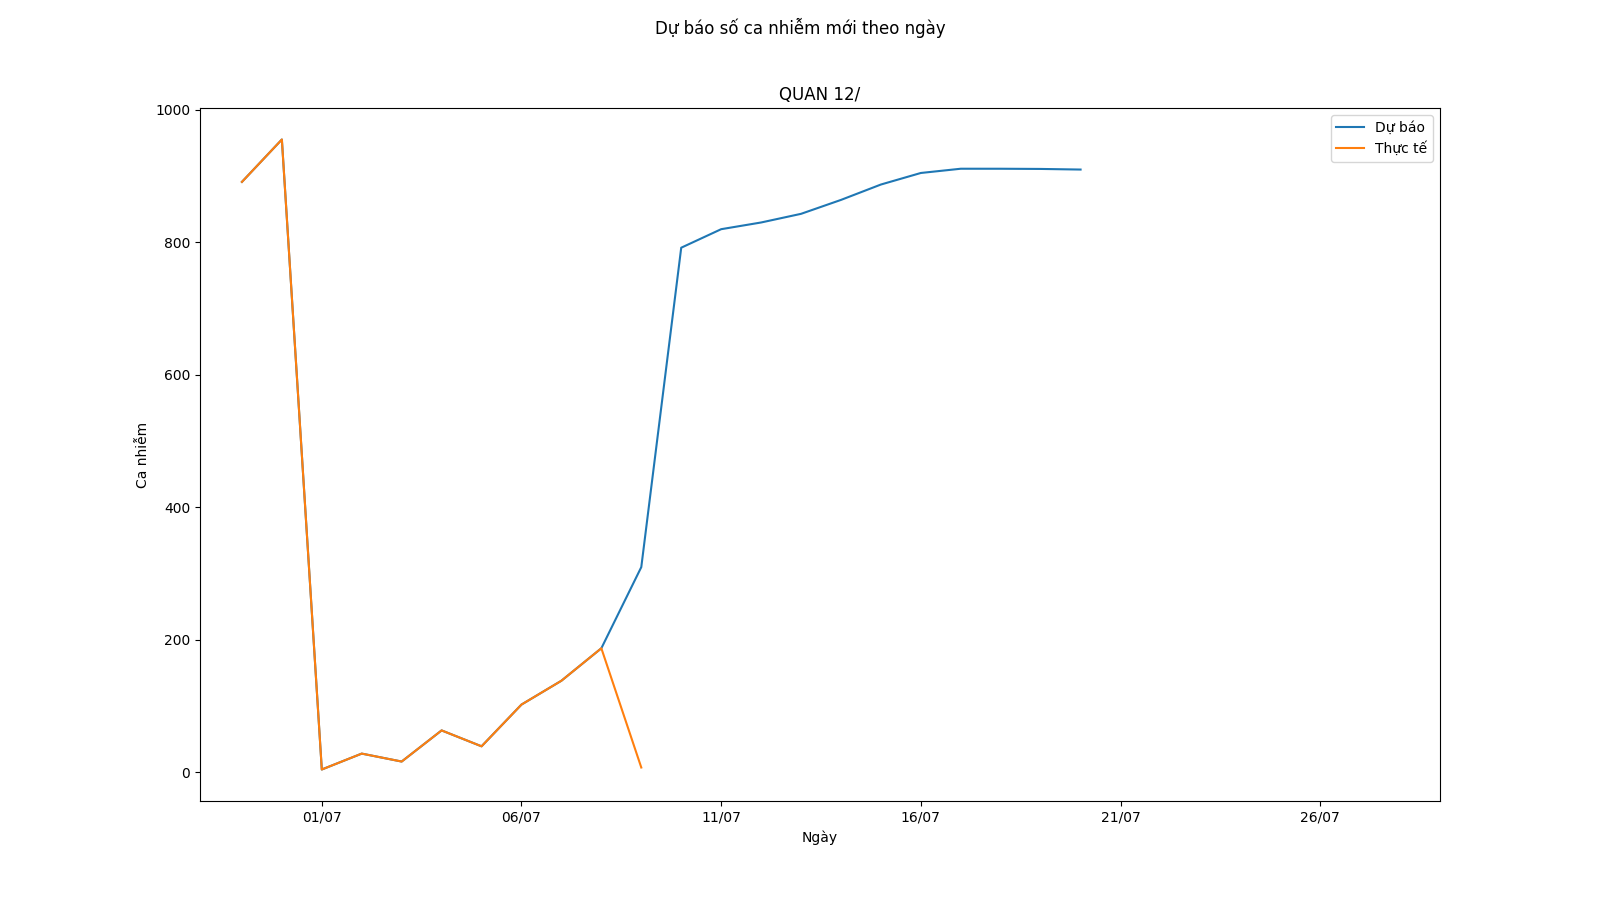 Dự báo số ca nhiễm mới theo ngày
QUAN 12/
Dự báo
Thực tế
1000
800
600
400
200
0
Ca nhiễm
01/07
06/07
11/07
16/07
21/07
26/07
Ngày